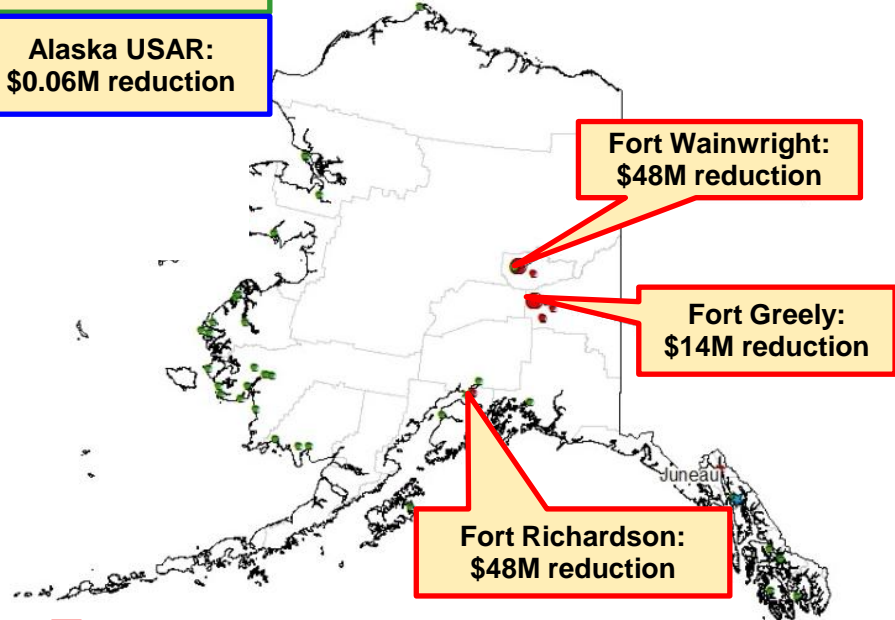 Alaska USAR:
$0.06M reduction
Fort Wainwright:
$48M reduction
Fort Greely:
$14M reduction
Juneau
Fort Richardson:
$48M reduction